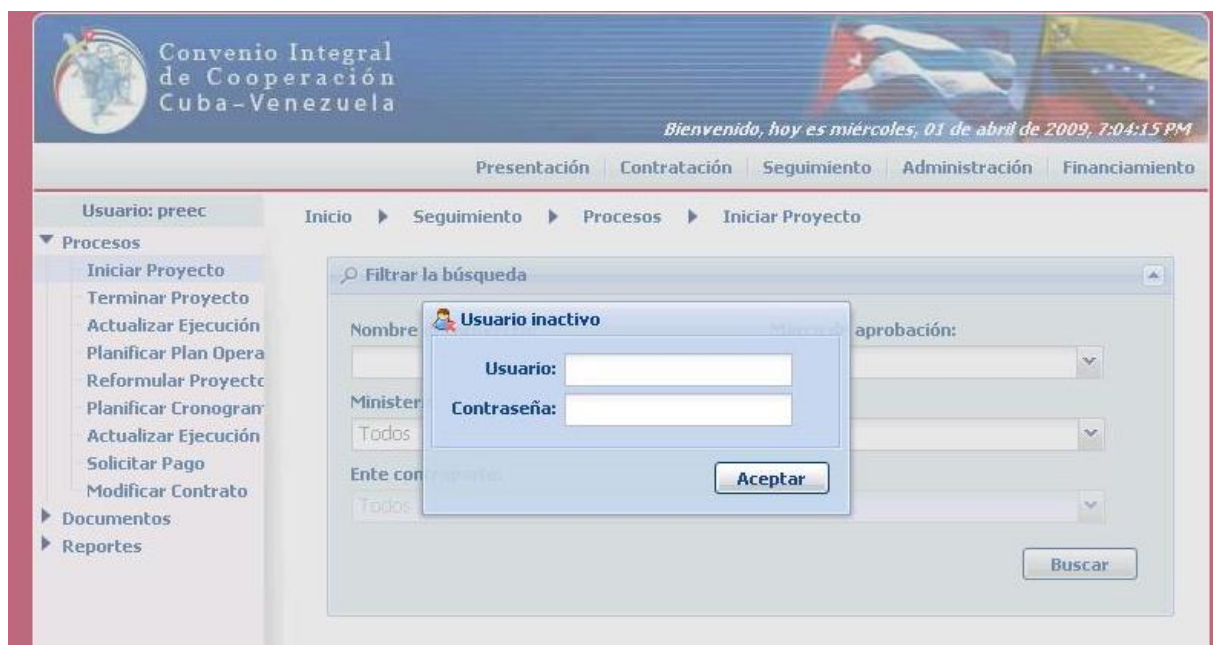 Convenio Integral
de Cooperación
Cuba-Venezuela
Bienvenido, hoy es miércoles, 01 de abril de 2009, 7:04:15 PM
Presentación Contratación Seguimiento Administración Financiamiento
Usuario: preec
Inicio Seguimiento Procesos Iniciar Proyecto
Procesos
Iniciar Proyecto
Terminar Proyecto
Actualizar Ejecución
Planificar Plan Opera
Reformular Proyecto
Planificar Cronogram
Actualizar Ejecución
Solicitar Pago
Modificar Contrato
Documentos
Reportes
Filtrar la búsqueda
Nombre aprobación:
Minister
Todos
Ente con
Todos
Usuario inactivo
Usuario:
Contraseña:
Aceptar
Buscar